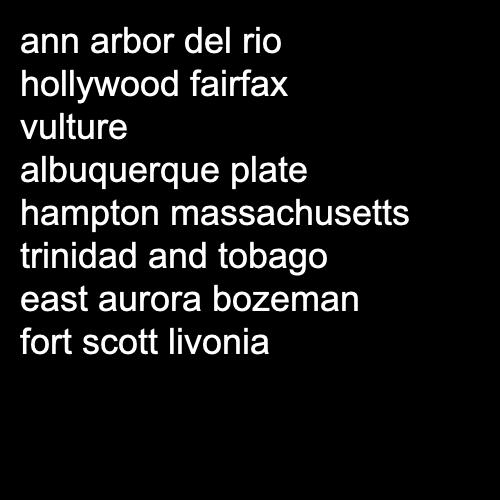 ann arbor del rio
hollywood fairfax
vulture
albuquerque plate
hampton massachusetts
trinidad and tobago
east aurora bozeman
fort scott livonia